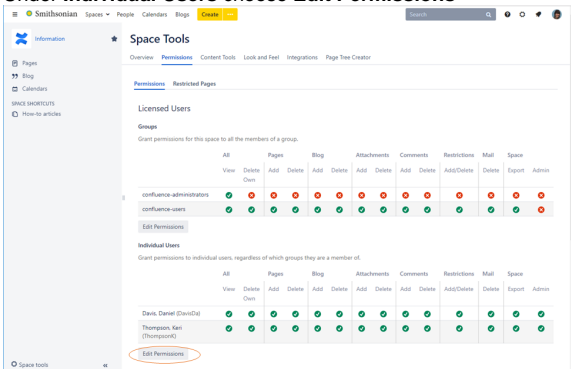 Under Individual Users choose Edit Permissions
Smithsonian Spaces People Calendars Blogs Create ... Search
Information
Pages
Blog
Calendars
SPACE SHORTCUTS
How-to articles
Space Tools
Overview Permissions Content Tools Look and Feel Integrations Page Tree Creator
Permissions Restricted Pages
Licensed Users
Groups
Grant permissions for this space to all the members of a group.
All Pages Blog Attachments Comments Restrictions Mail Space
View Delete Own Add Delete Add Delete Add Delete Add Delete Add/Delete Delete Export Admin
confluence-administrators
confluence-users
Edit Permissions
Individual Users
Grant permissions to individual users, regardless of which groups they are a member of.
All Pages Blog Attachments Comments Restrictions Mail Space
View Delete Own Add Delete Add Delete Add Delete Add Delete Add/Delete Delete Export Admin
Davis, Daniel (DavisDa)
Thompson, Keri
(ThompsonK)
Edit Permissions
Space tools